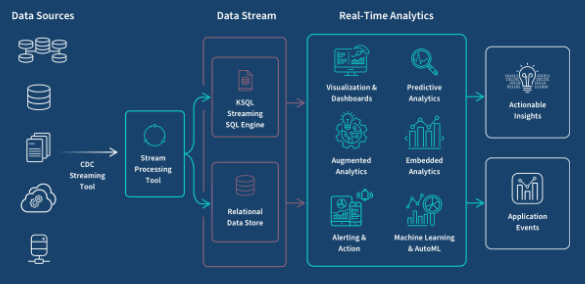 Data Sources
Data Stream
Real-Time Analytics
CDC
Streaming
Tool
Stream
Processing
Tool
KSQL
Streaming
SQL Engine
Relational
Data Store
Visualization &
Dashboards
Predictive
Analytics
Augmented
Analytics
Embedded
Analytics
Alerting &
Action
Machine Learning
& AutoML
Actionable
Insights
Application
Events